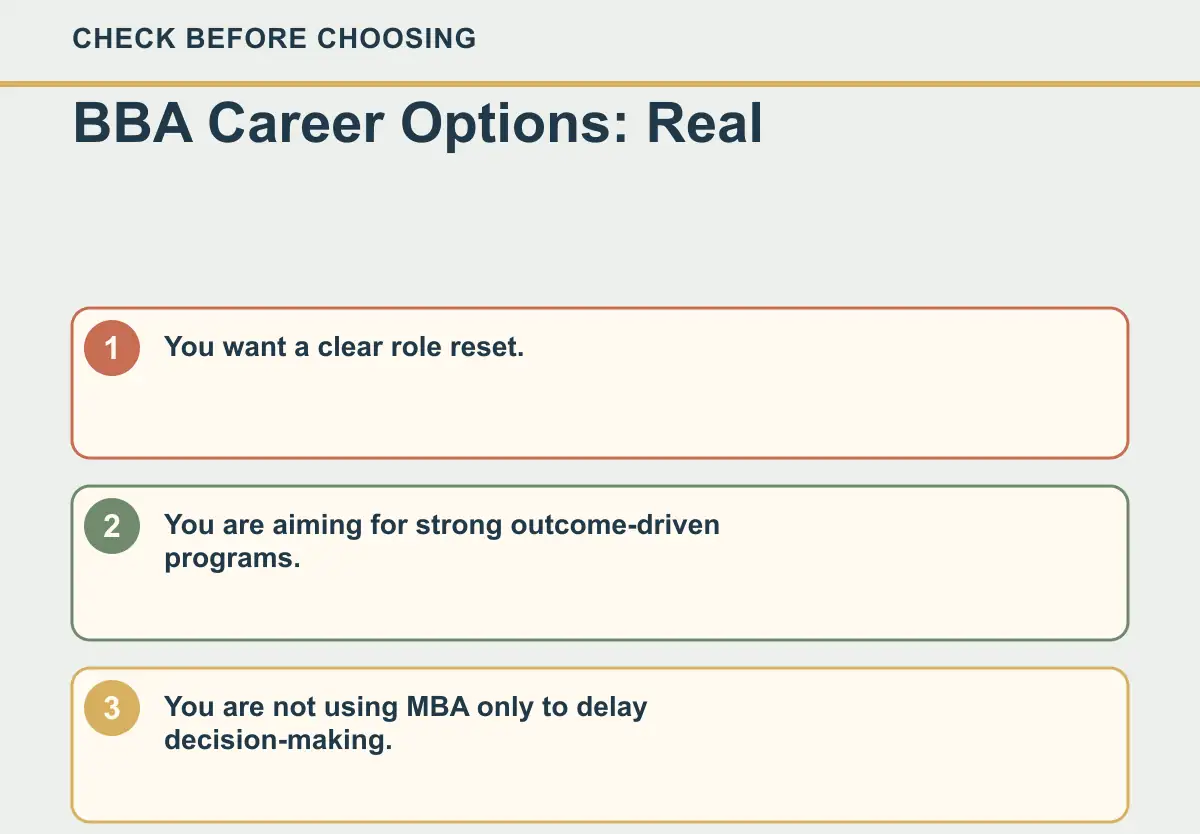 CHECK BEFORE CHOOSING
BBA Career Options: Real
1
You want a clear role reset.
2
You are aiming for strong outcome-driven
programs.
3
You are not using MBA only to delay
decision-making.